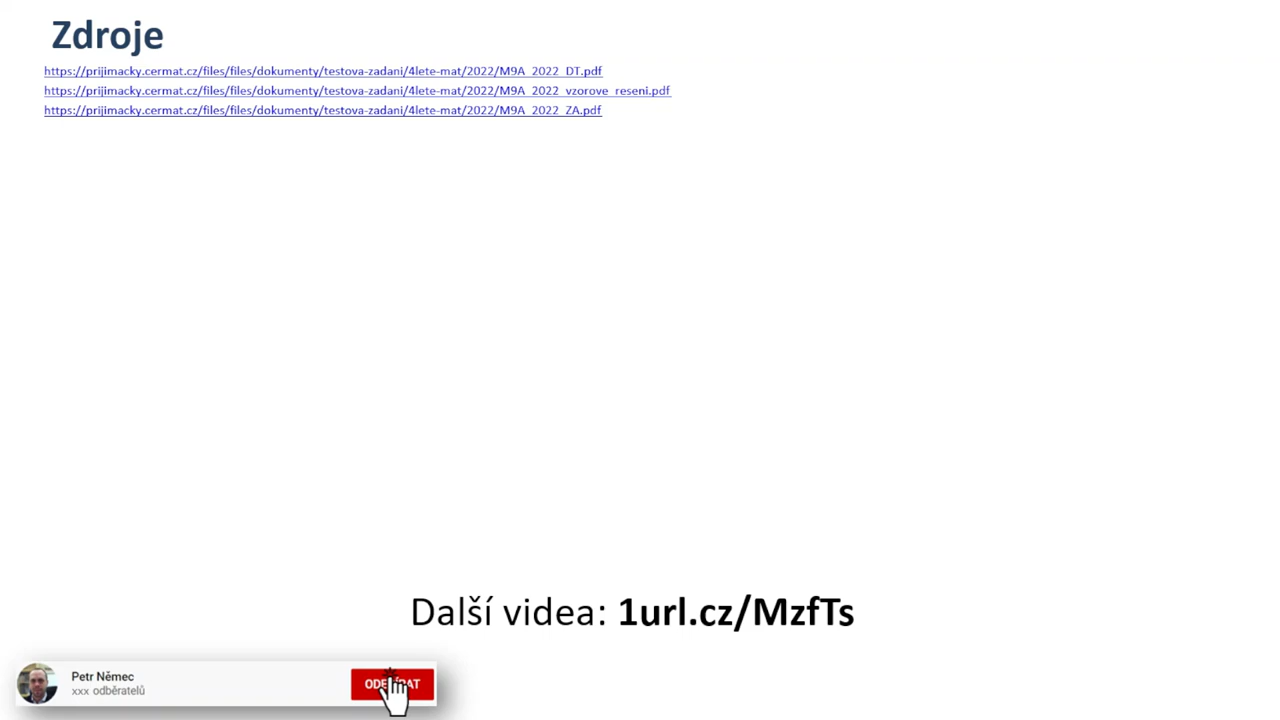 Zdroje
https://prijimacky.cermat.cz/files/files/dokumenty/testova-zadani/4lete-mat/2022/M9A_2022_DT.pdf
https://prijimacky.cermat.cz/files/files/dokumenty/testova-zadani/4lete-mat/2022/M9A_2022_vzorove_reseni.pdf
https://prijimacky.cermat.cz/files/files/dokumenty/testova-zadani/4lete-mat/2022/M9A_2022_ZA.pdf
Další videa: 1url.cz/MzfTs
Petr Němec
xxx odběratelů
ODEBÍRAT